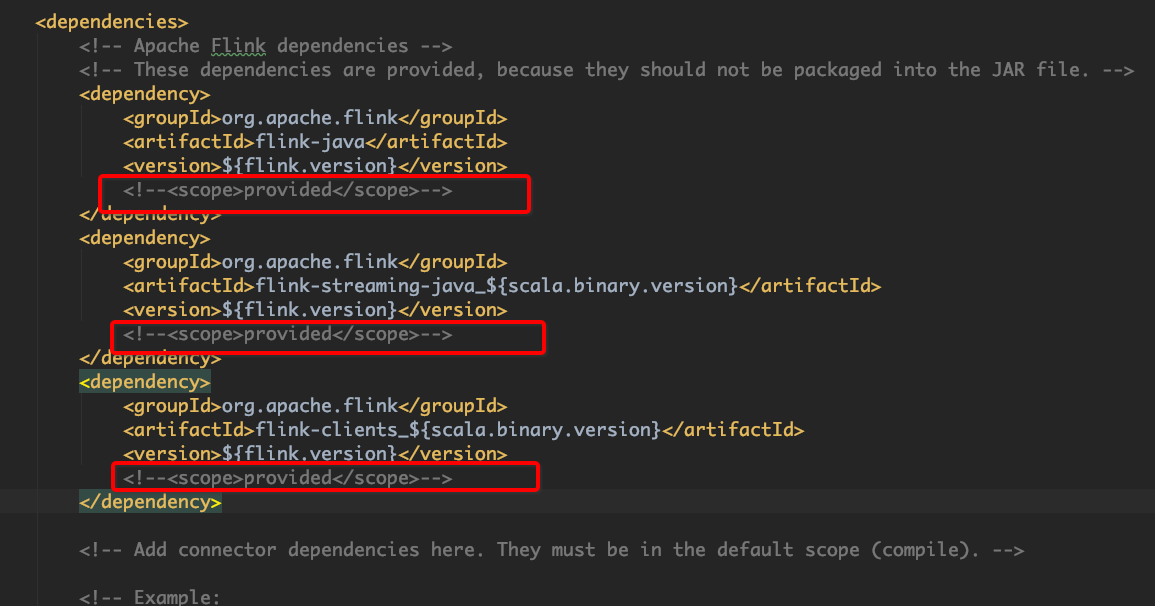 <dependencies>
<!-- Apache Flink dependencies -->
<!-- These dependencies are provided, because they should not be packaged into the JAR file. -->
<dependency>
<groupId>org.apache.flink</groupId>
<artifactId>flink-java</artifactId>
<version>${flink.version}</version>
<!--<scope>provided</scope>-->
</dependency>
<dependency>
<groupId>org.apache.flink</groupId>
<artifactId>flink-streaming-java_${scala.binary.version}</artifactId>
<version>${flink.version}</version>
<!--<scope>provided</scope>-->
</dependency>
<dependency>
<groupId>org.apache.flink</groupId>
<artifactId>flink-clients_${scala.binary.version}</artifactId>
<version>${flink.version}</version>
<!--<scope>provided</scope>-->
</dependency>
<!-- Add connector dependencies here. They must be in the default scope (compile). -->
<!-- Example: